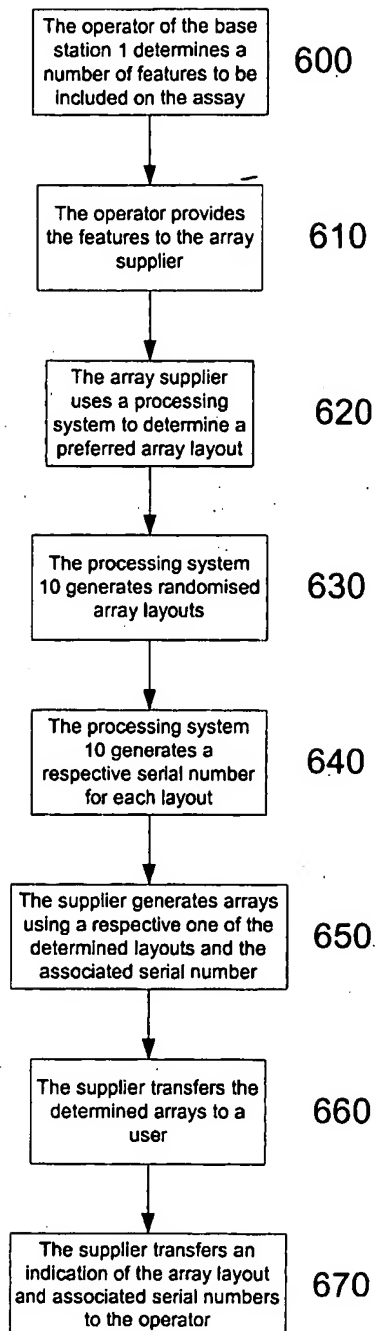 The operator of the base
station 1 determines a
number of features to be
included on the assay
600
The operator provides
the features to the array
supplier
610
The array supplier
uses a processing
system to determine a
preferred array layout
620
The processing system
10 generates randomised
array layouts
630
The processing system
10 generates a
respective serial number
for each layout
640
The supplier generates arrays
using a respective one of the
determined layouts and the
associated serial number
650
The supplier transfers the
determined arrays to a
user
660
The supplier transfers an
indication of the array layout
and associated serial numbers
to the operator
670